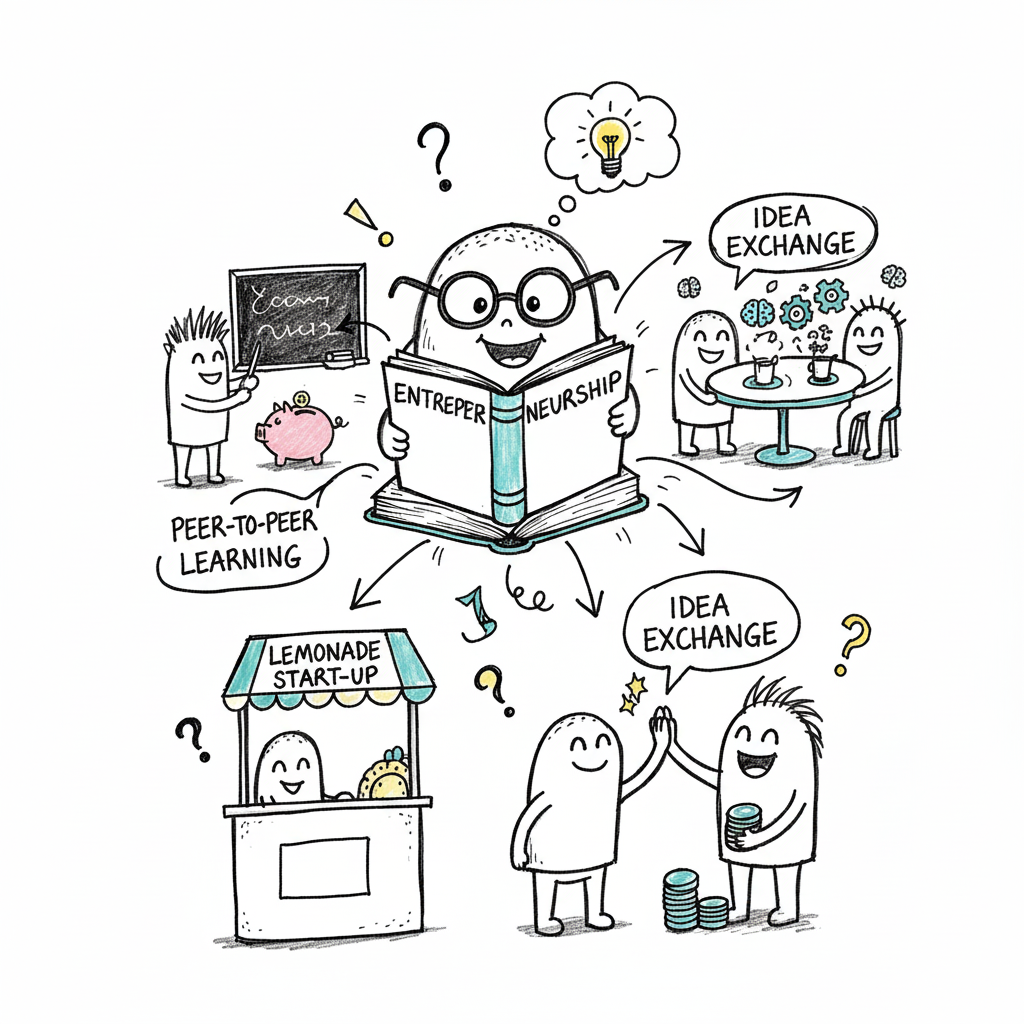 IDEA
EXCHANGE
ENTREPER NEURSHIP
PEER-TO-PEER
LEARNING
IDEA
EXCHANGE
LEMONADE
START-UP